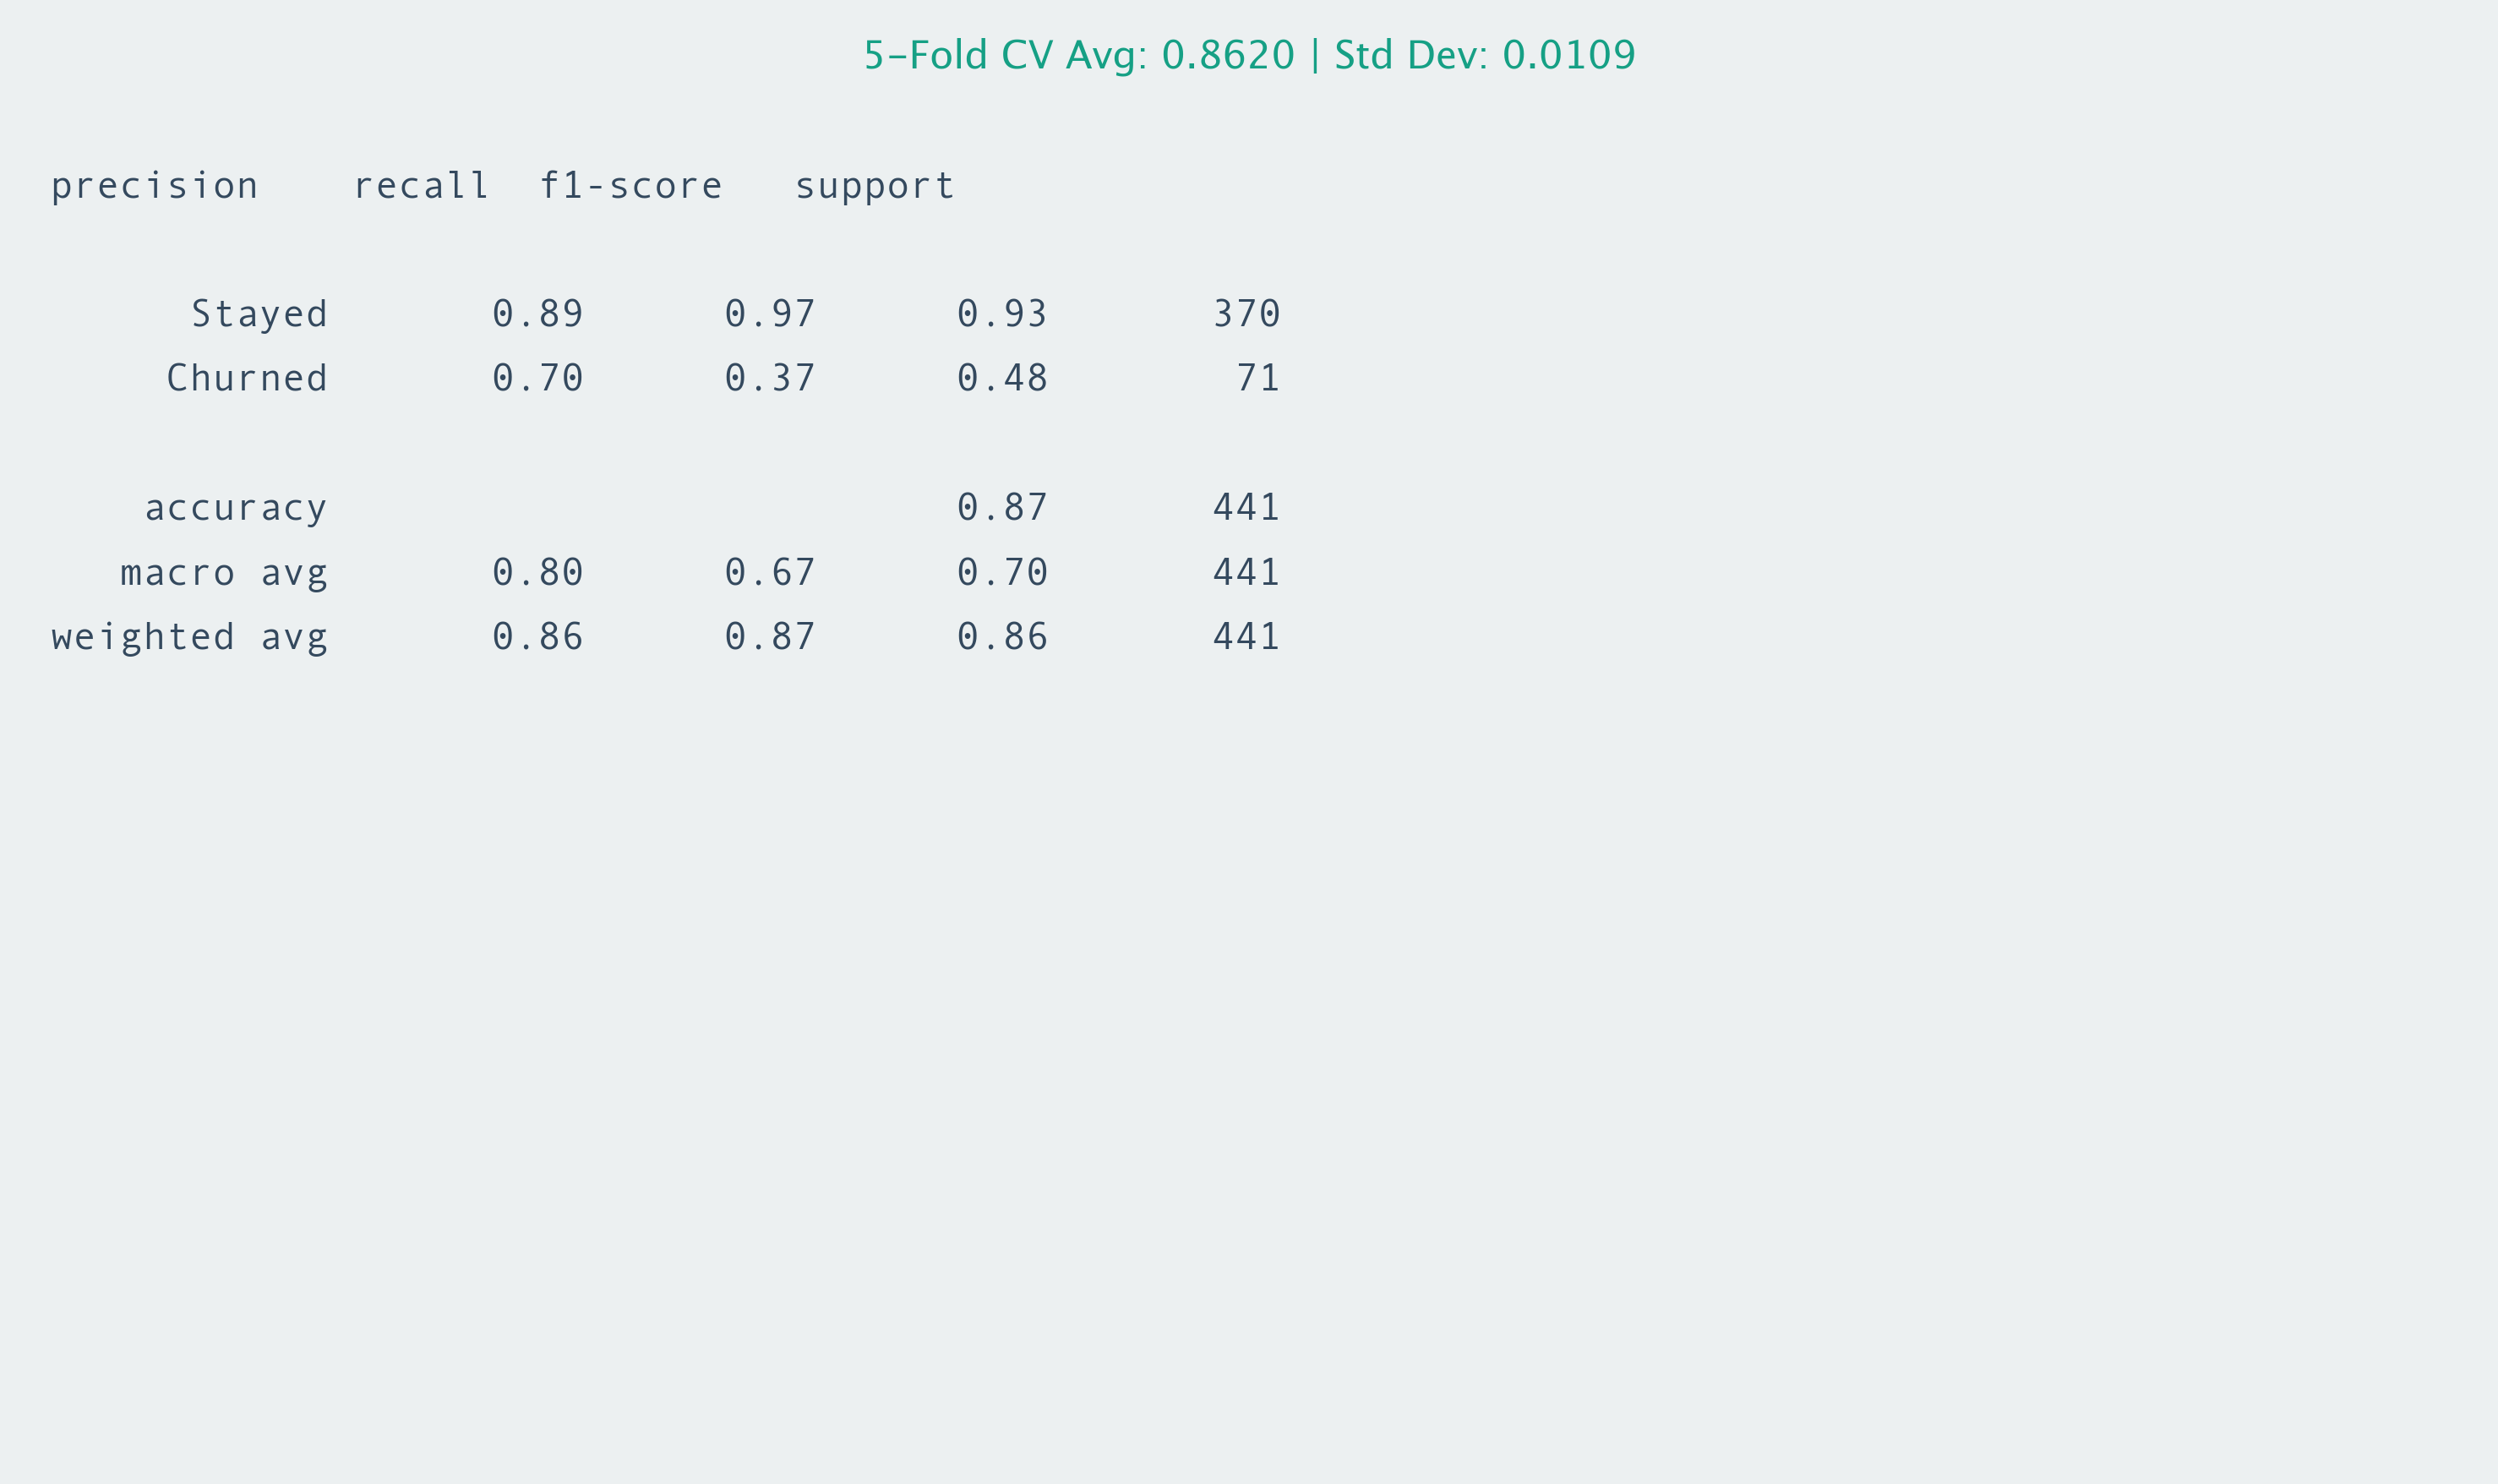 5-Fold CV Avg: 0.8620 | Std Dev: 0.0109
precision    recall  f1-score   support
Stayed       0.89      0.97      0.93       370
Churned       0.70      0.37      0.48        71
accuracy                           0.87       441
macro avg       0.80      0.67      0.70       441
weighted avg       0.86      0.87      0.86       441